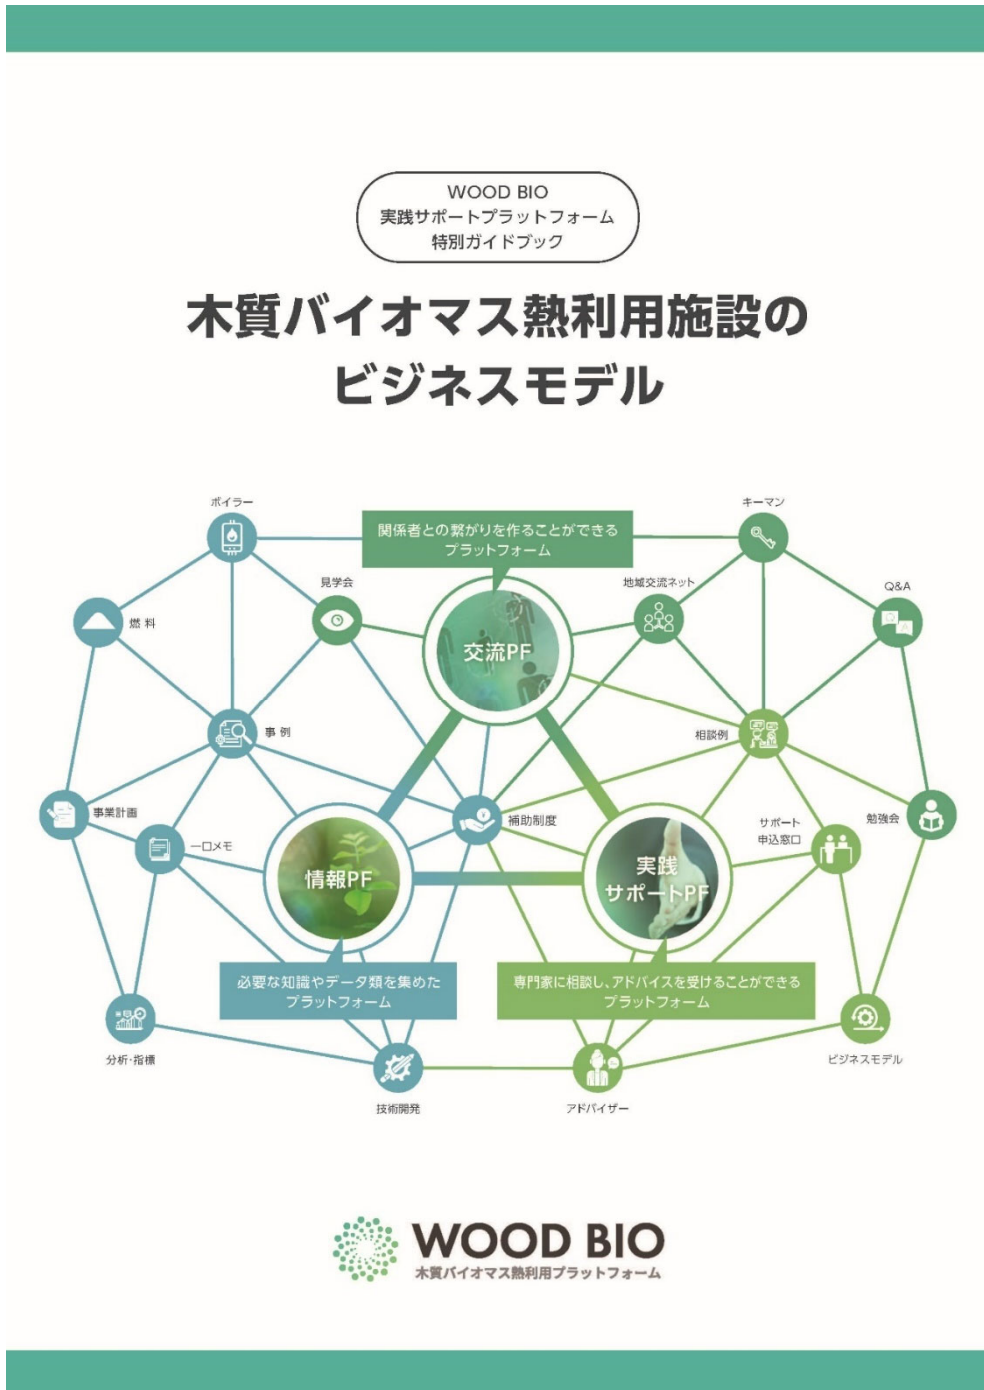 WOOD BIO
実践サポートプラットフォーム
特別ガイドブック
木質バイオマス熱利用施設の
ビジネスモデル
ボイラー
キーマン
関係者との繋がりを作ることができる
プラットフォーム
見学会
地域交流ネット
Q&A
燃料
Q
A
交流PF
事例
相談例
事業計画
補助制度
サポート
申込窓口
勉強会
一口メモ
情報PF
実践
サポートPF
必要な知識やデータ類を集めた
プラットフォーム
専門家に相談し、アドバイスを受けることができる
プラットフォーム
分析・指標
ビジネスモデル
技術開発
アドバイザー
WOOD BIO
木質バイオマス熱利用プラットフォーム